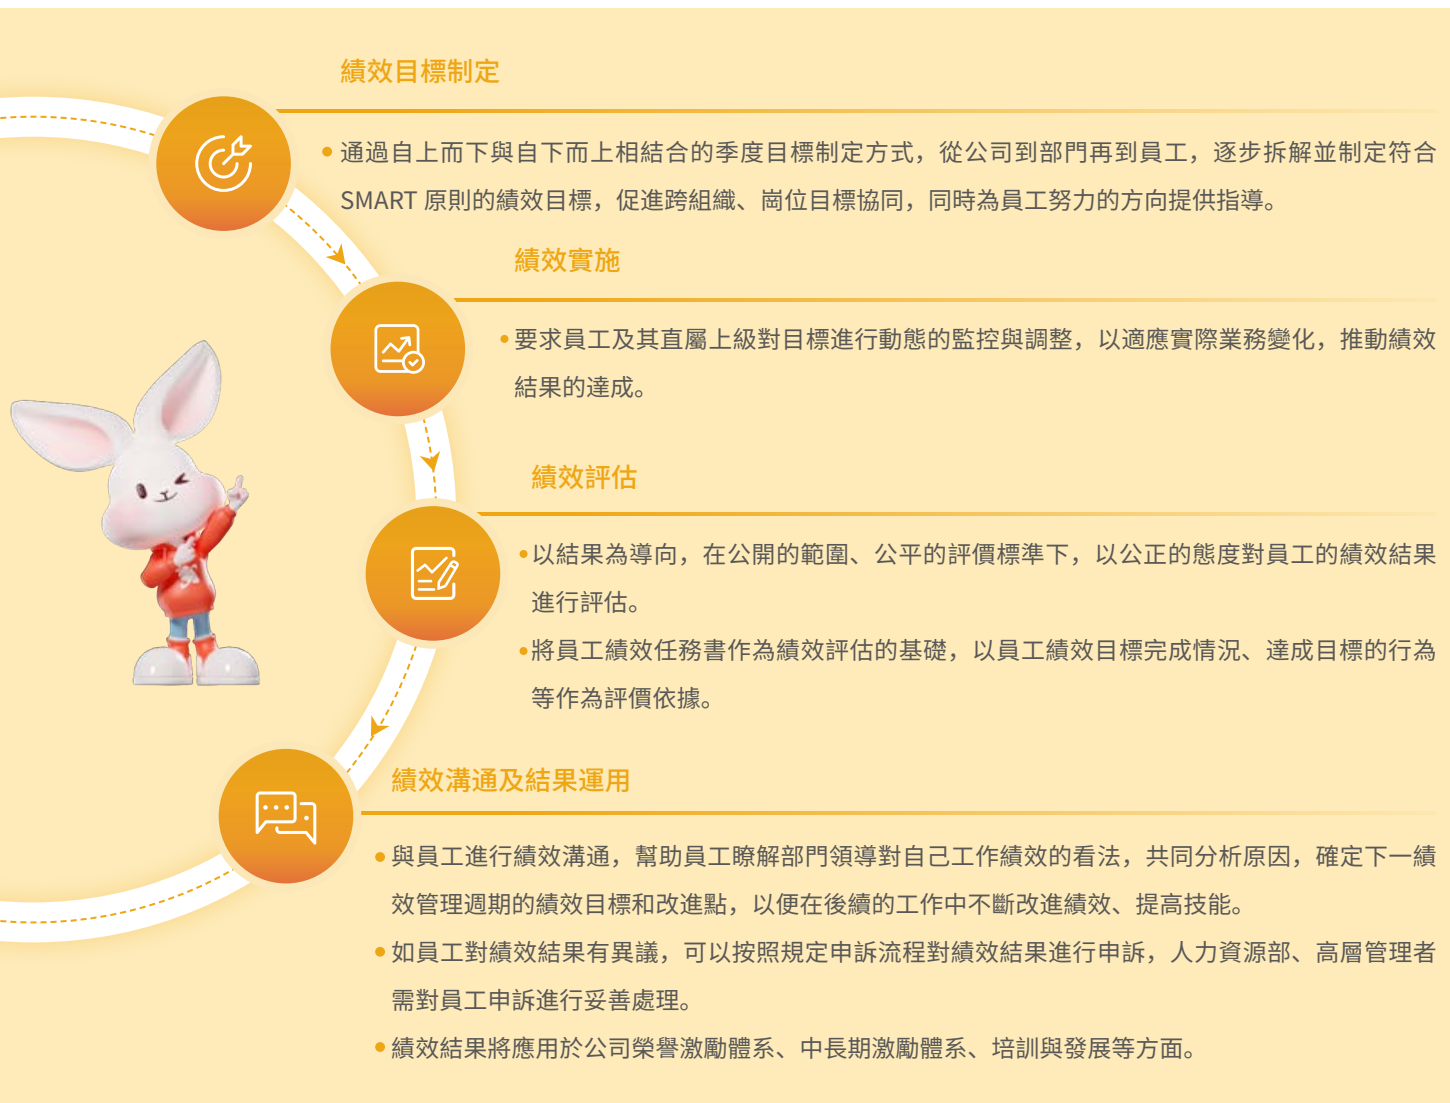 績效目標制定
通過自上而下與自下而上相結合的季度目標制定方式，從公司到部門再到員工，逐步拆解並制定符合
SMART 原則的績效目標，促進跨組織、崗位目標協同，同時為員工努力的方向提供指導。
績效實施
要求員工及其直屬上級對目標進行動態的監控與調整，以適應實際業務變化，推動績效
結果的達成。
績效評估
以結果為導向，在公開的範圍、公平的評價標準下，以公正的態度對員工的績效結果
進行評估。
將員工績效任務書作為績效評估的基礎，以員工績效目標完成情況、達成目標的行為
等作為評價依據。
績效溝通及結果運用
與員工進行績效溝通，幫助員工瞭解部門領導對自己工作績效的看法，共同分析原因，確定下一績
效管理週期的績效目標和改進點，以便在後續的工作中不斷改進績效、提高技能。
如員工對績效結果有異議，可以按照規定申訴流程對績效結果進行申訴，人力資源部、高層管理者
需對員工申訴進行妥善處理。
績效結果將應用於公司榮譽激勵體系、中長期激勵體系、培訓與發展等方面。